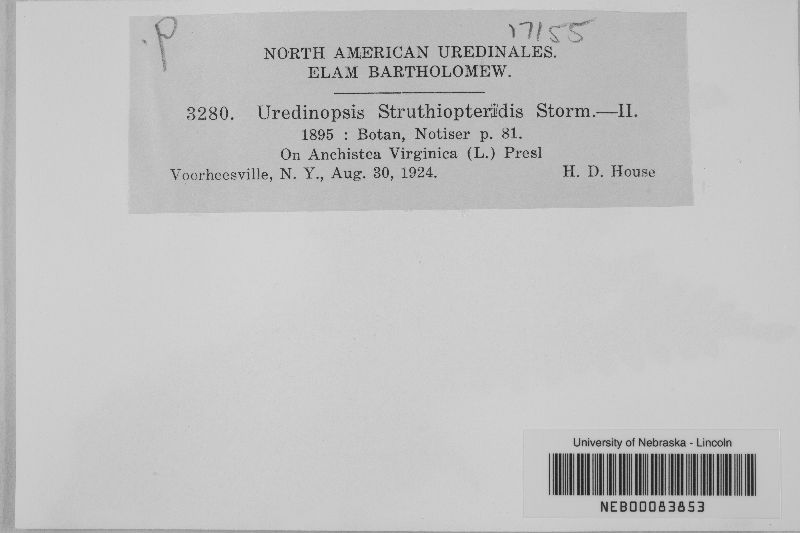 .p
17155
NORTH AMERICAN UREDINALES.
ELAM BARTHOLOMEW.
3280. Uredinopsis Struthiopteridis Storm.—II.
1895 : Botan, Notiser p. 81.
On Anchistea Virginica (L.) Presl
Voorheesville, N. Y., Aug. 30, 1924. H. D. House
University of Nebraska - Lincoln
NEB00083853